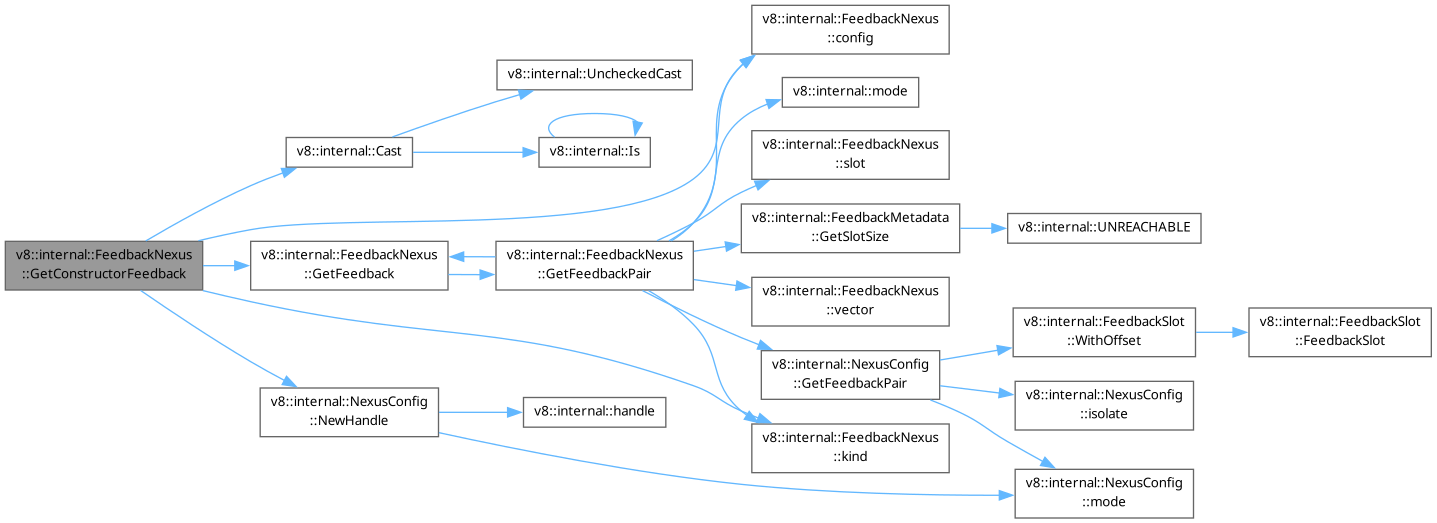 v8::internal::FeedbackNexus
::GetConstructorFeedback
v8::internal::Cast
v8::internal::UncheckedCast
v8::internal::Is
v8::internal::FeedbackNexus
::GetFeedback
v8::internal::NexusConfig
::NewHandle
v8::internal::FeedbackNexus
::GetFeedbackPair
v8::internal::handle
v8::internal::FeedbackNexus
::config
v8::internal::mode
v8::internal::FeedbackNexus
::slot
v8::internal::FeedbackMetadata
::GetSlotSize
v8::internal::UNREACHABLE
v8::internal::FeedbackNexus
::vector
v8::internal::NexusConfig
::GetFeedbackPair
v8::internal::FeedbackNexus
::kind
v8::internal::FeedbackSlot
::WithOffset
v8::internal::FeedbackSlot
::FeedbackSlot
v8::internal::NexusConfig
::isolate
v8::internal::NexusConfig
::mode